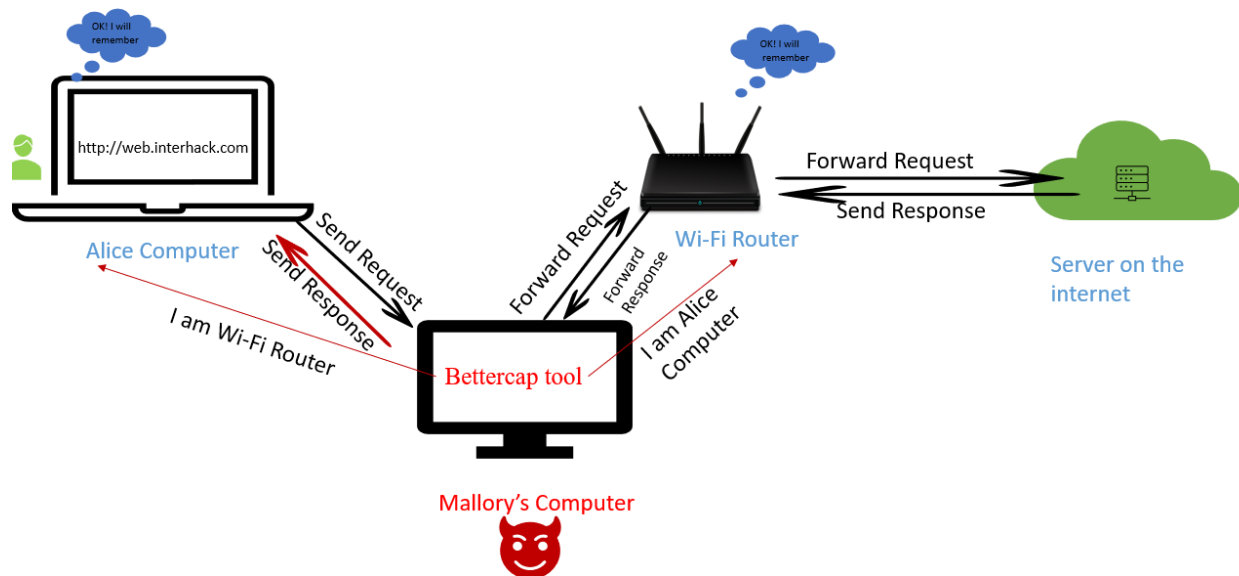 OK! I will
remember
OK! I will
remember
http://web.interhack.com
Forward Request
Send Response
Alice Computer
Send Request
Send Response
Forward Request
Forward
Response
Wi-Fi Router
Server on the
internet
I am Wi-Fi Router
I am Alice
Computer
Bettercap tool
Mallory's Computer